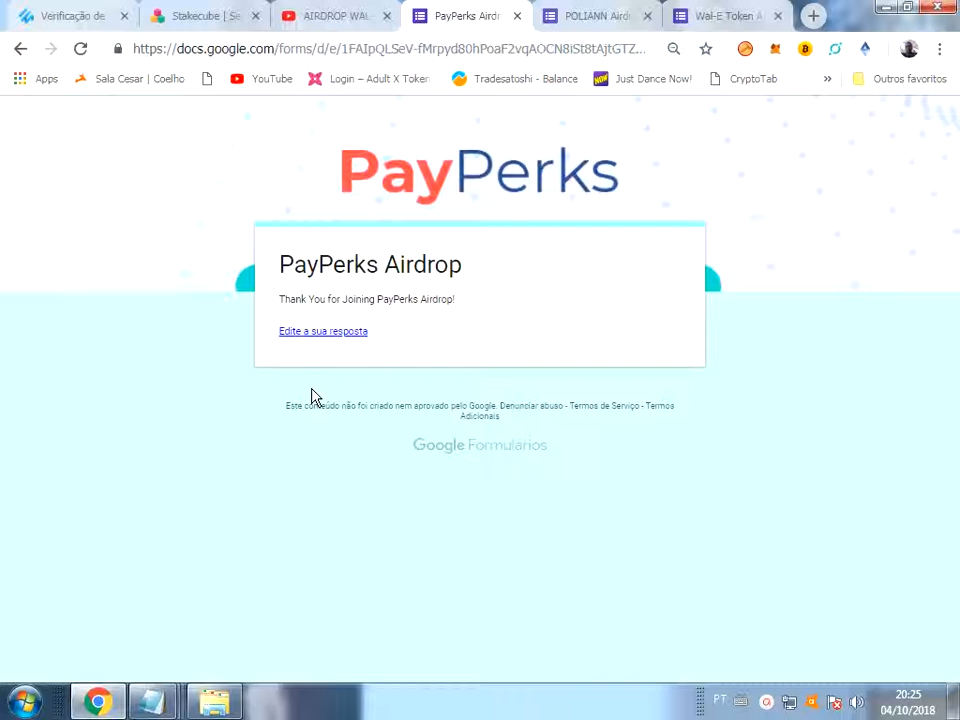 Verificação de
Stakecube | Se
AIRDROP WAL
PayPerks Airdr
POLIANN Airdr
Wal-E Token A
https://docs.google.com/forms/d/e/1FAIpQLSeV-fMrpyd80hPoaF2vqAOCN8iSt8tAjtGTZ...
Apps
Sala Cesar | Coelho
YouTube
Login – Adult X Token
Tradesatoshi - Balance
NOW
Just Dance Now!
CryptoTab
»
Outros favoritos
PayPerks
PayPerks Airdrop
Thank You for Joining PayPerks Airdrop!
Edite a sua resposta
Este conteúdo não foi criado nem aprovado pelo Google. Denunciar abuso - Termos de Serviço - Termos
Adicionais
Google Formulários
PT
20:25
04/10/2018